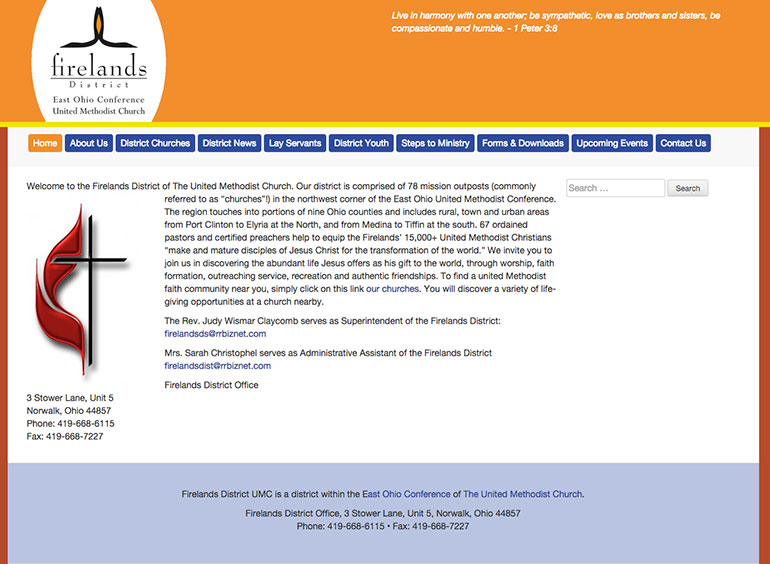 Live in harmony with one another; be sympathetic, love as brothers and sisters, be
compassionate and humble. - 1 Peter 3:8
firelands
District
East Ohio Conference
United Methodist Church
Home About Us District Churches District News Lay Servants District Youth Steps to Ministry Forms & Downloads Upcoming Events Contact Us
Search ... Search
Welcome to the Firelands District of The United Methodist Church. Our district is comprised of 78 mission outposts (commonly
referred to as "churches"!) in the northwest corner of the East Ohio United Methodist Conference.
The region touches into portions of nine Ohio counties and includes rural, town and urban areas
from Port Clinton to Elyria at the North, and from Medina to Tiffin at the south. 67 ordained
pastors and certified preachers help to equip the Firelands' 15,000+ United Methodist Christians
"make and mature disciples of Jesus Christ for the transformation of the world." We invite you to
join us in discovering the abundant life Jesus offers as his gift to the world, through worship, faith
formation, outreaching service, recreation and authentic friendships. To find a united Methodist
faith community near you, simply click on this link our churches. You will discover a variety of life-
giving opportunities at a church nearby.
The Rev. Judy Wismar Claycomb serves as Superintendent of the Firelands District:
firelandsds@rrbiznet.com
Mrs. Sarah Christophel serves as Administrative Assistant of the Firelands District
firelandsdist@rrbiznet.com
Firelands District Office
3 Stower Lane, Unit 5
Norwalk, Ohio 44857
Phone: 419-668-6115
Fax: 419-668-7227
Firelands District UMC is a district within the East Ohio Conference of The United Methodist Church.
Firelands District Office, 3 Stower Lane, Unit 5, Norwalk, Ohio 44857
Phone: 419-668-6115 • Fax: 419-668-7227